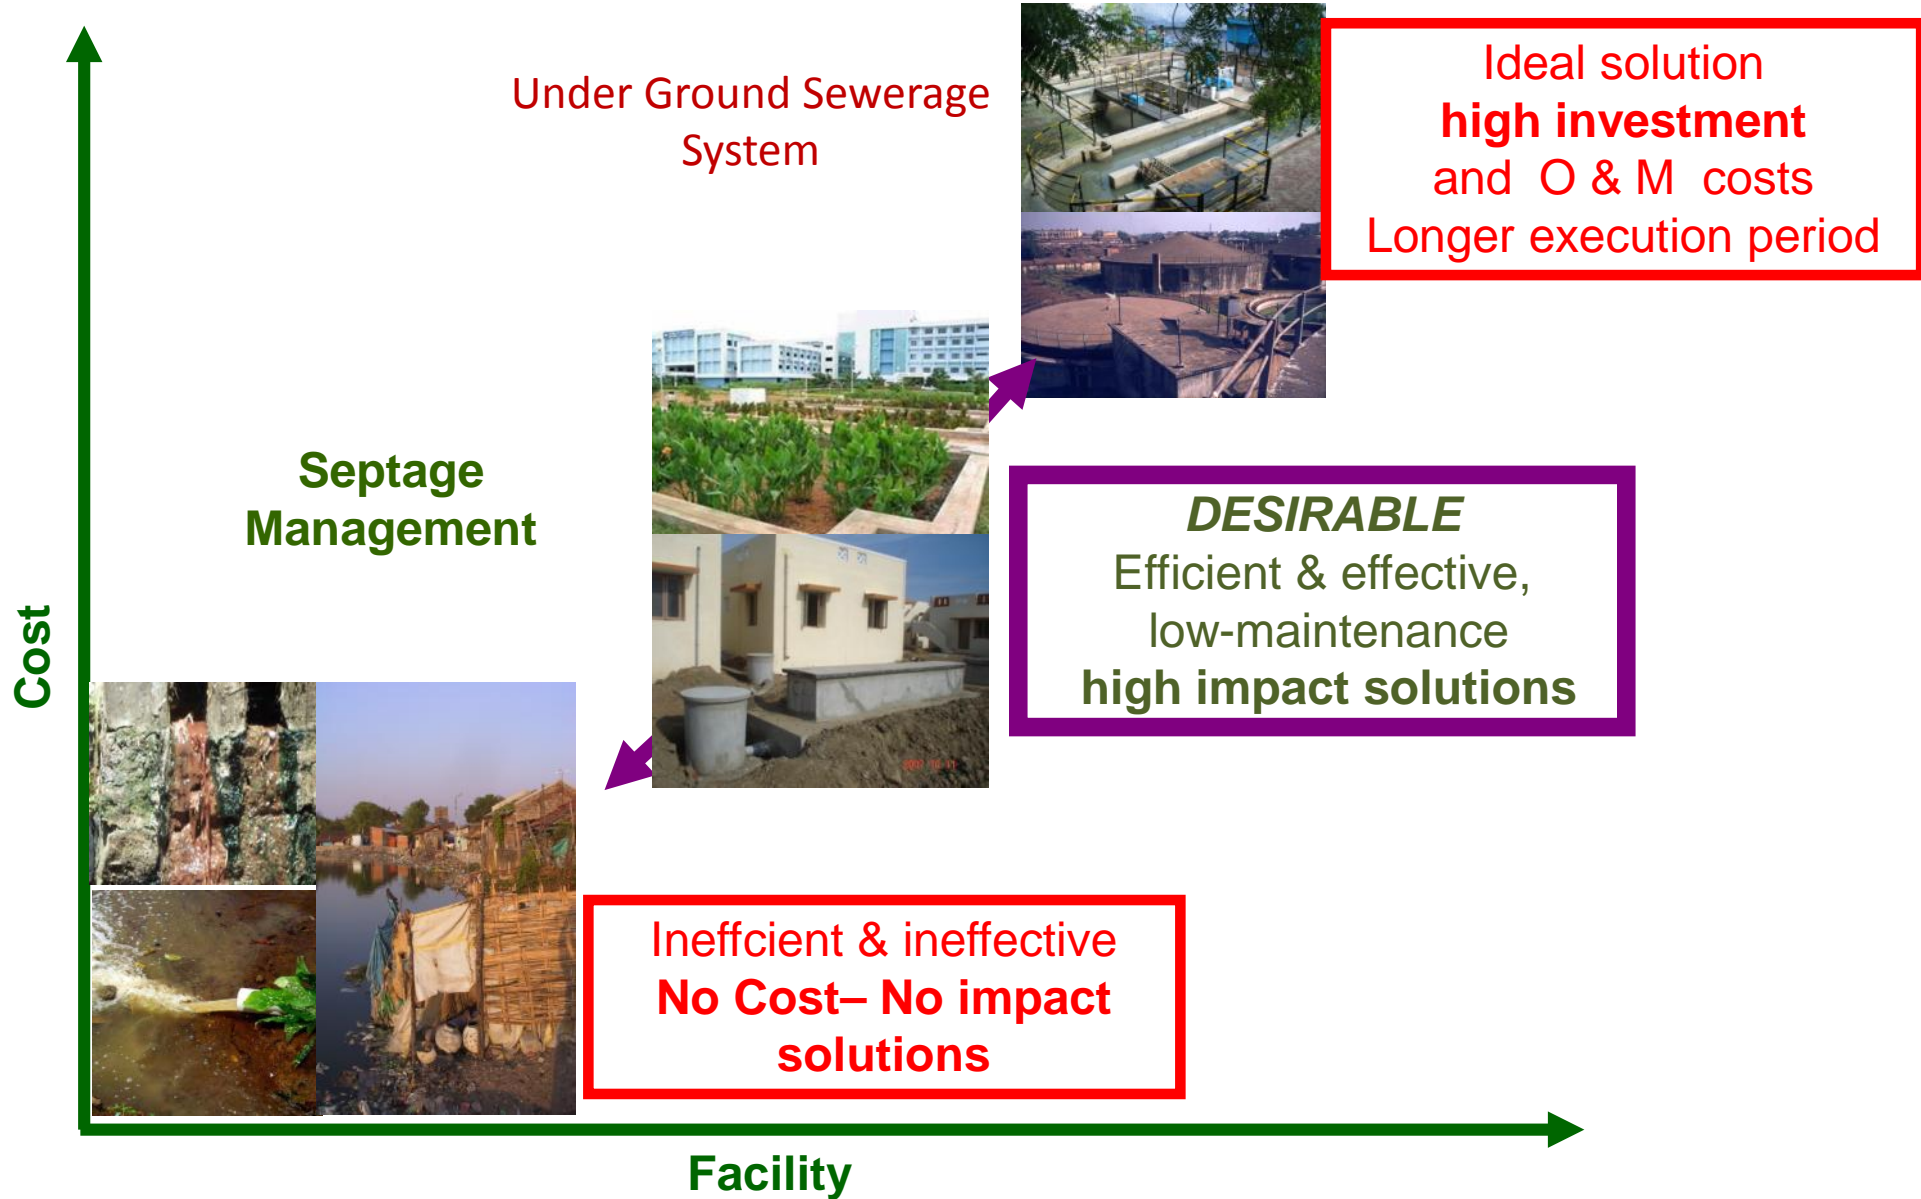 Under Ground Sewerage
System
Ideal solution
high investment
and O & M costs
Longer execution period
Septage
Management
DESIRABLE
Efficient & effective,
low-maintenance
high impact solutions
Cost
Ineffcient & ineffective
No Cost– No impact
solutions
Facility